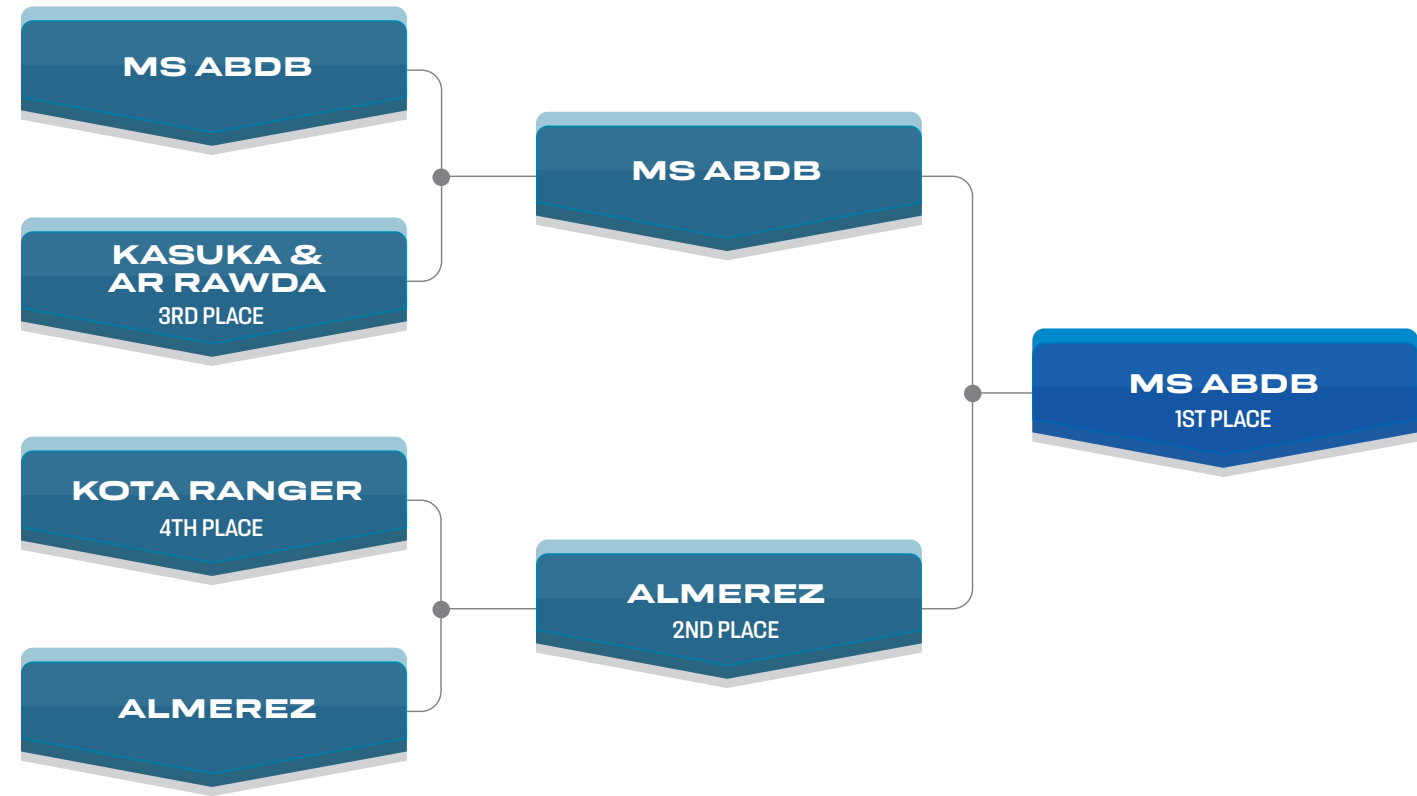 MS ABDB
KASUKA &
AR RAWDA
3RD PLACE
KOTA RANGER
4TH PLACE
ALMEREZ
MS ABDB
ALMEREZ
2ND PLACE
MS ABDB
1ST PLACE